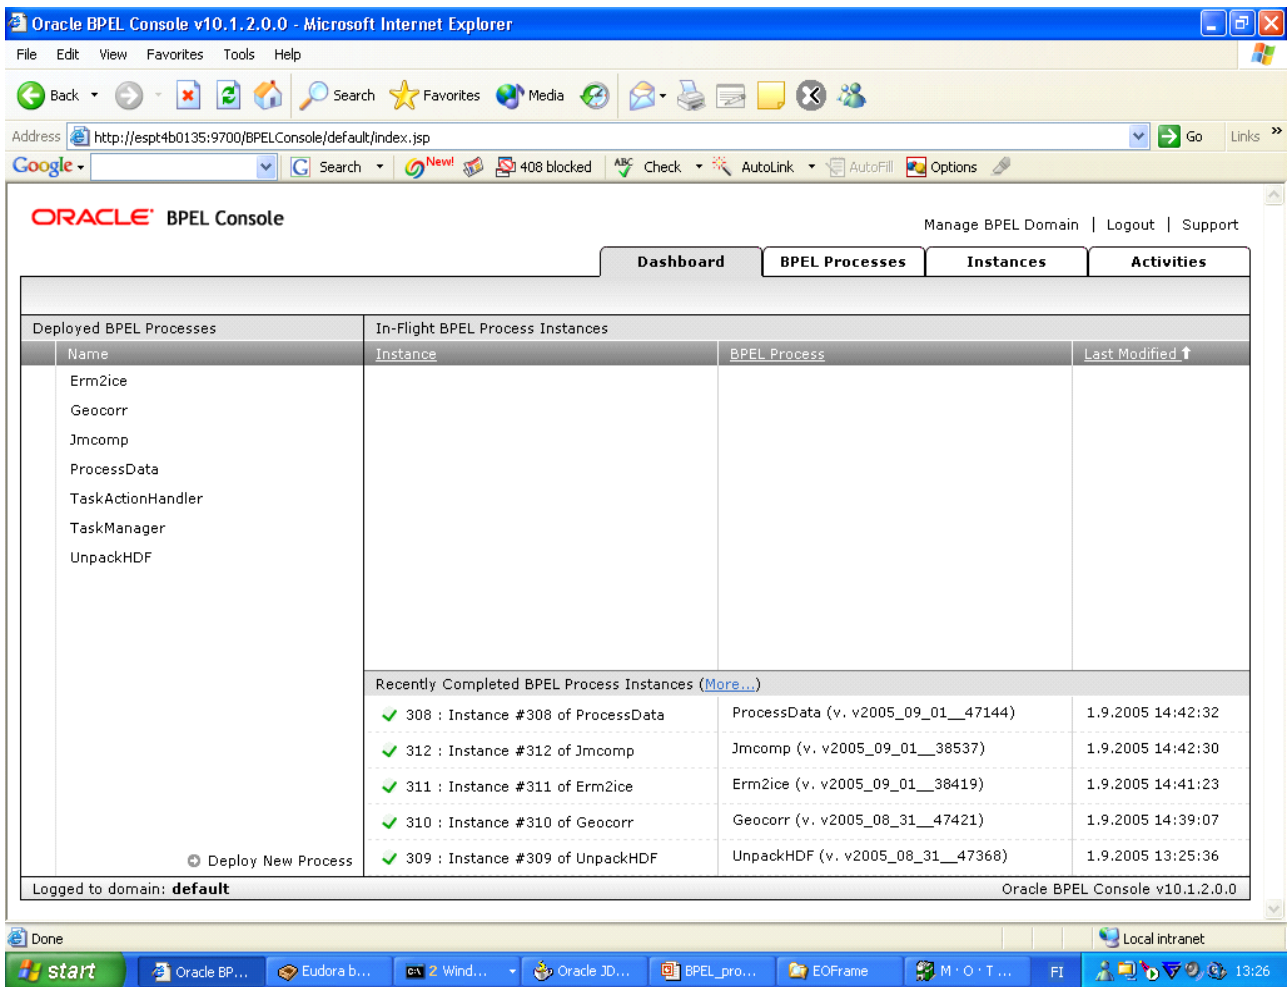 Oracle BPEL Console v10.1.2.0.0 - Microsoft Internet Explorer
File Edit View Favorites Tools Help
Back Search Favorites Media
Address http://espt4b0135:9700/BPELConsole/default/index.jsp Go Links »
Google Search New! 408 blocked ABC Check AutoLink AutoFill Options
ORACLE BPEL Console
Manage BPEL Domain | Logout | Support
Dashboard BPEL Processes Instances Activities
Deployed BPEL Processes In-Flight BPEL Process Instances
Name Instance BPEL Process Last Modified
Erm2ice
Geocorr
Jmcomp
ProcessData
TaskActionHandler
TaskManager
UnpackHDF
Recently Completed BPEL Process Instances (More...)
308 : Instance #308 of ProcessData ProcessData (v. v2005_09_01__47144) 1.9.2005 14:42:32
312 : Instance #312 of Jmcomp Jmcomp (v. v2005_09_01__38537) 1.9.2005 14:42:30
311 : Instance #311 of Erm2ice Erm2ice (v. v2005_09_01__38419) 1.9.2005 14:41:23
310 : Instance #310 of Geocorr Geocorr (v. v2005_08_31__47421) 1.9.2005 14:39:07
Deploy New Process 309 : Instance #309 of UnpackHDF UnpackHDF (v. v2005_08_31__47368) 1.9.2005 13:25:36
Logged to domain: default Oracle BPEL Console v10.1.2.0.0
Done Local intranet
start Oracle BP... Eudora b... 2 Wind... Oracle JD... BPEL_pro... EOFrame M · O · T ... FI 13:26